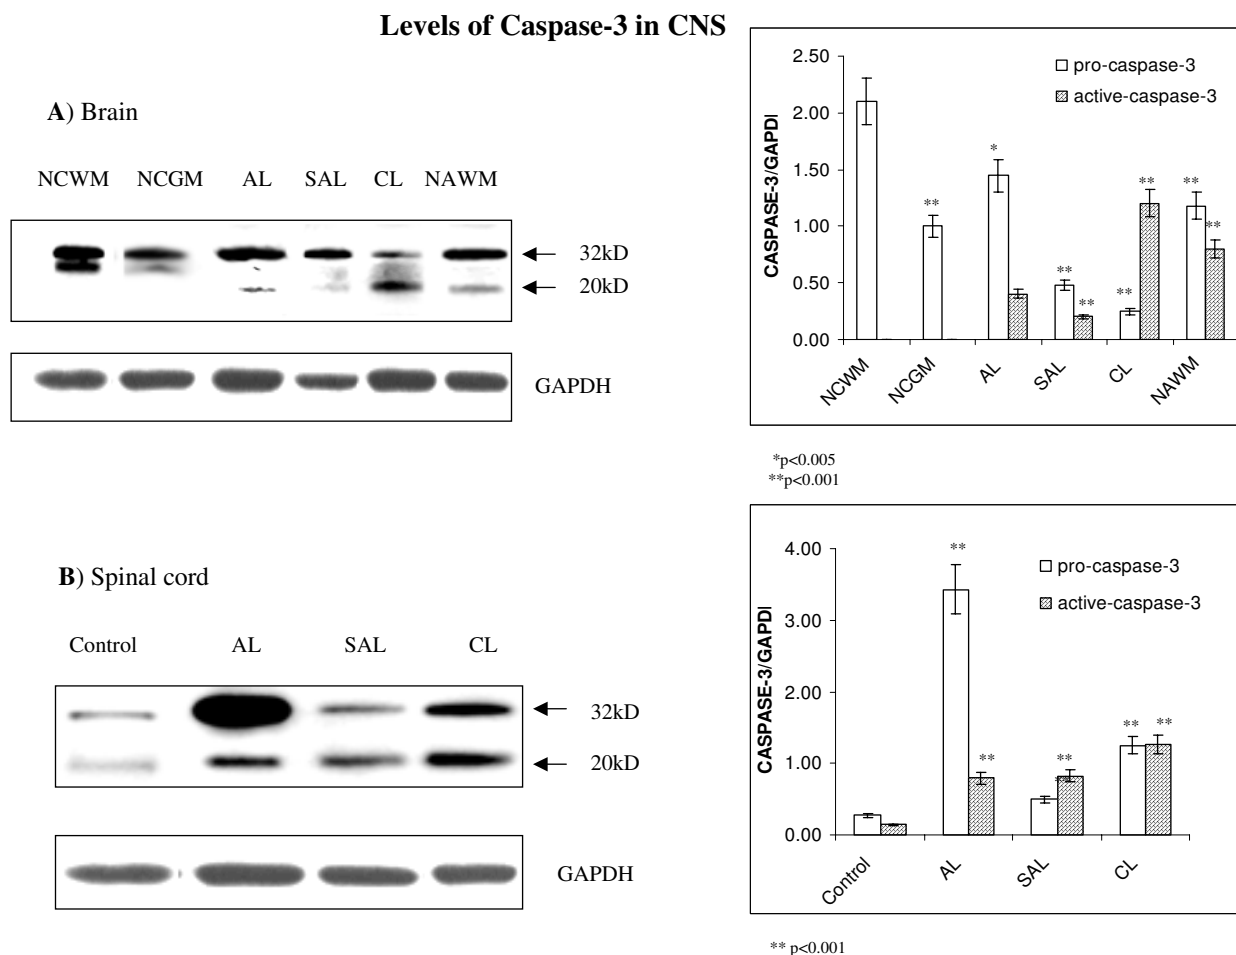 Levels of Caspase-3 in CNS
A) Brain
NCWM NCGM AL SAL CL NAWM
32kD
20kD
GAPDH
CASPASE-3/GAPD
2.50
2.00
1.50
1.00
0.50
0.00
pro-caspase-3
active-caspase-3
** * ** ** ** ** ** **
NCWM NCGM AL SAL CL NAWM
*p<0.005
**p<0.001
B) Spinal cord
Control AL SAL CL
32kD
20kD
GAPDH
CASPASE-3/GAPD
4.00
3.00
2.00
1.00
0.00
pro-caspase-3
active-caspase-3
** ** ** ** **
Control AL SAL CL
** p<0.001